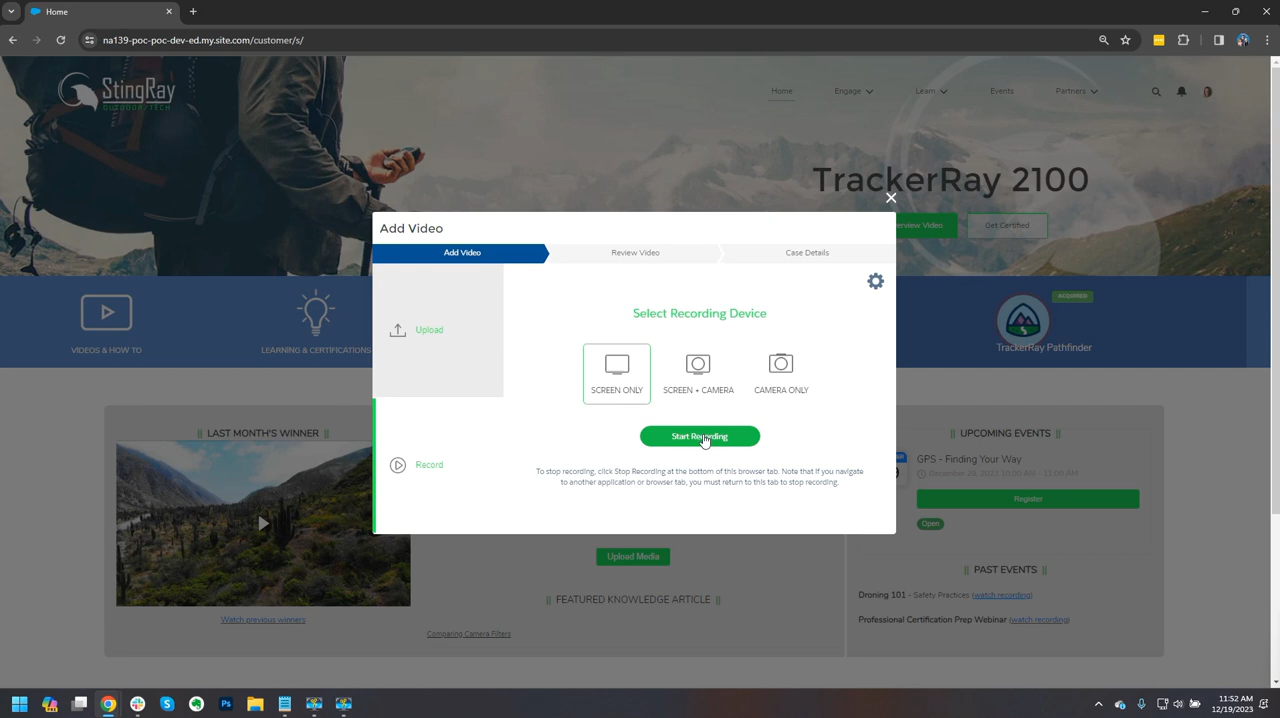 Home
na139-poc-poc-dev-ed.my.site.com/customer/s/
StingRay
OUTDOOR/TECH
Home
Engage
Learn
Events
Partners
TrackerRay 2100
Overview Video
Get Certified
Add Video
Add Video
Review Video
Case Details
Upload
Record
Select Recording Device
SCREEN ONLY
SCREEN + CAMERA
CAMERA ONLY
Start Recording
To stop recording, click Stop Recording at the bottom of this browser tab. Note that if you navigate
to another application or browser tab, you must return to this tab to stop recording.
VIDEOS & HOW TO
LEARNING & CERTIFICATIONS
ACQUIRED
TrackerRay Pathfinder
|| LAST MONTH'S WINNER ||
Watch previous winners
Upload Media
|| FEATURED KNOWLEDGE ARTICLE ||
Comparing Camera Filters
|| UPCOMING EVENTS ||
GPS - Finding Your Way
Register
Open
|| PAST EVENTS ||
Droning 101 - Safety Practices (watch recording)
Professional Certification Prep Webinar (watch recording)
11:52 AM
12/19/2023